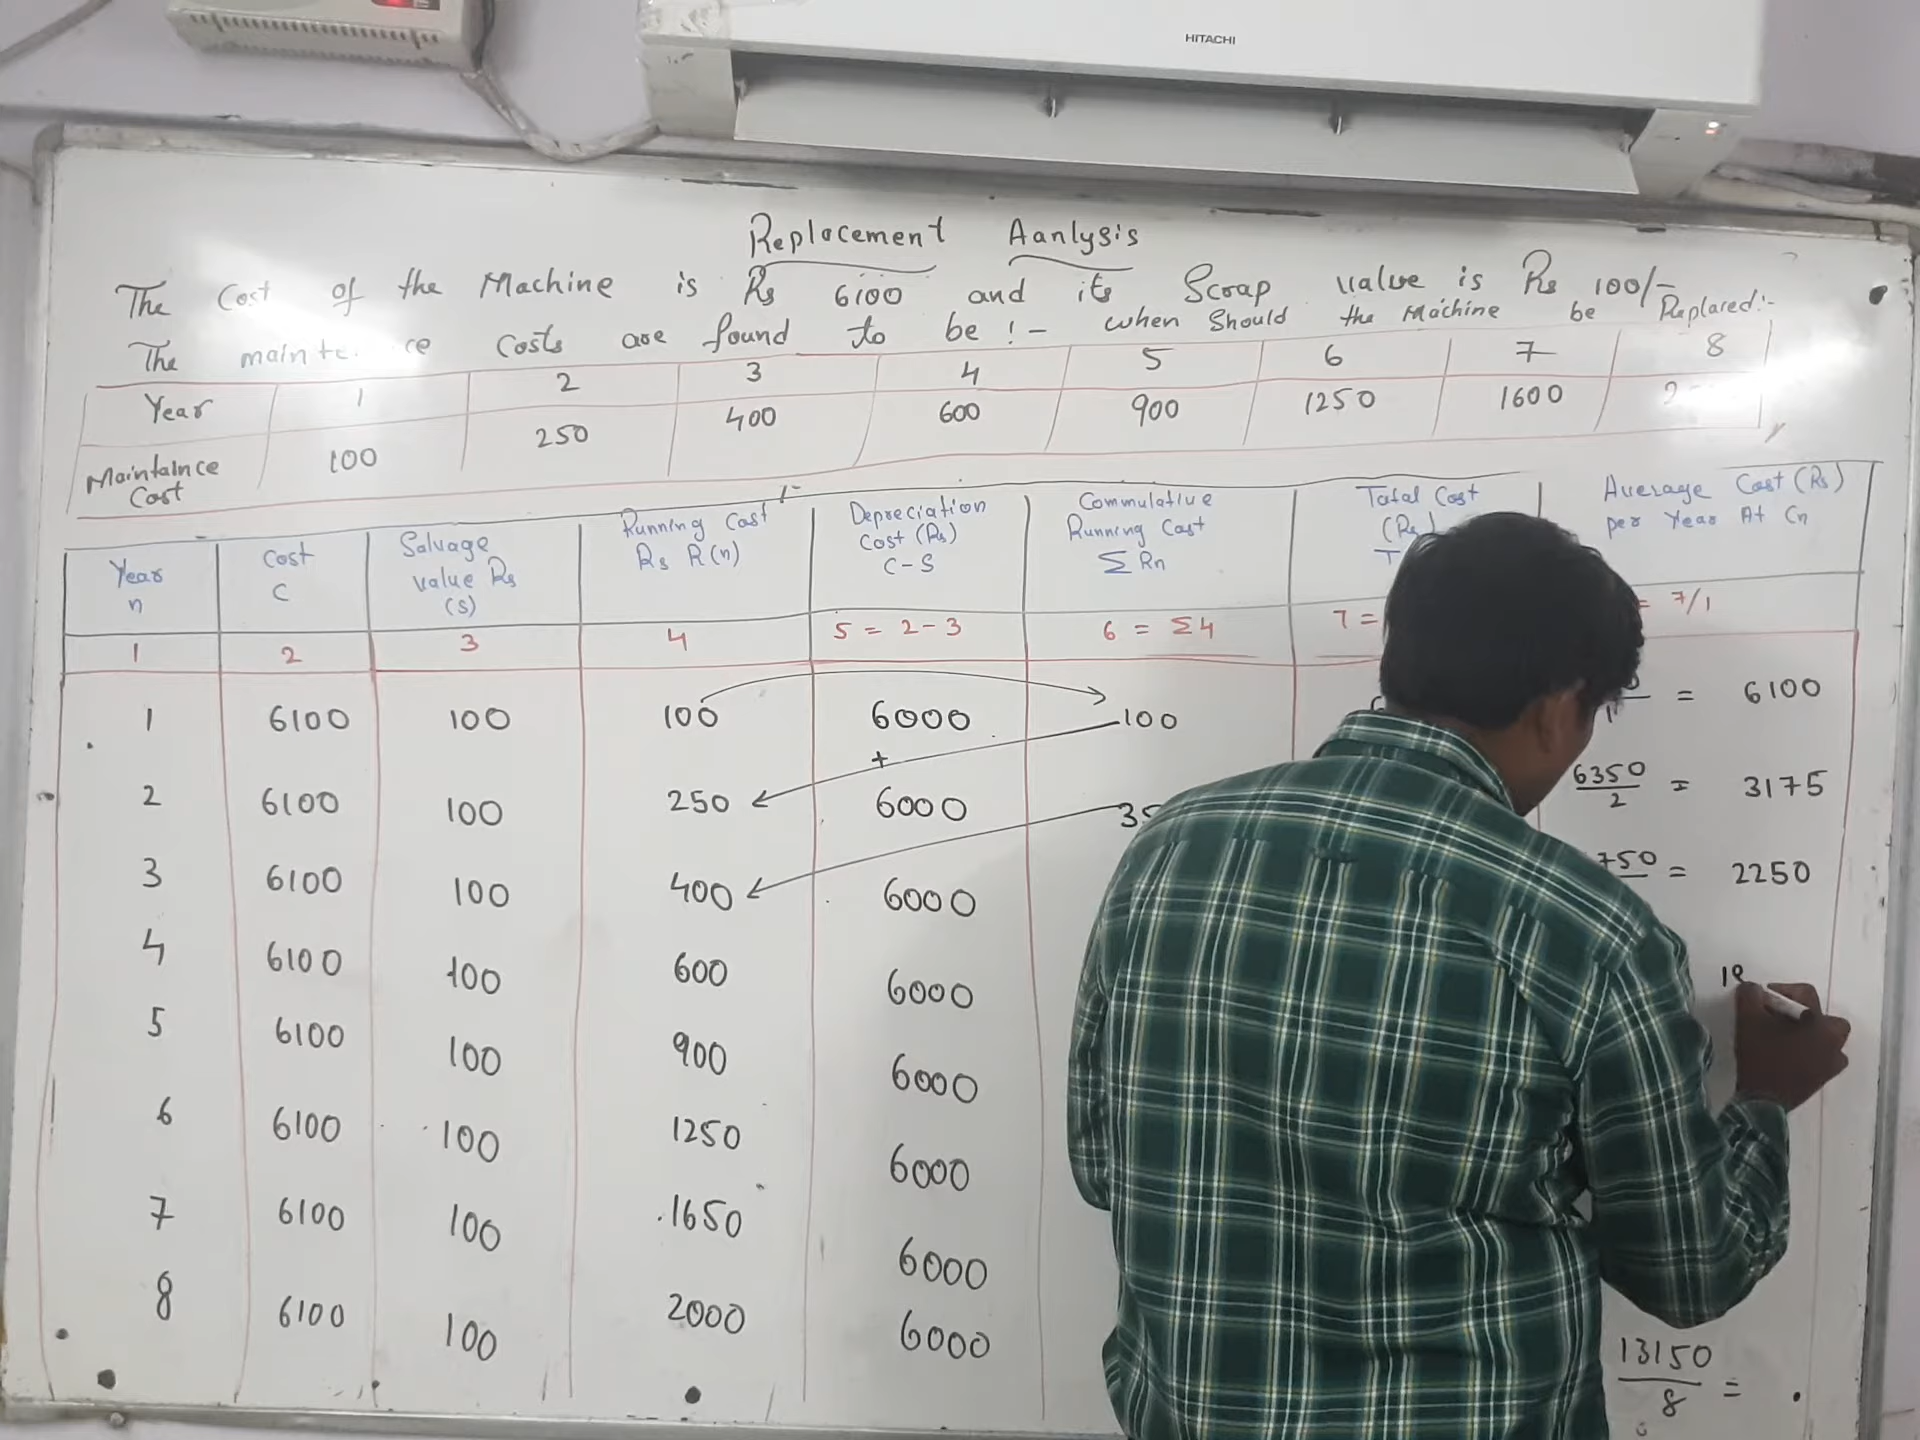 HITACHI
Replacement Aanlysis
The Cost of the Machine is Rs 6100 and its Scrap value is Rs 100/-
The costs are found to be :- when Should the Machine be Replaced:-
Year 1 2 3 4 5 6 7 8
Maintaince Cost 100 250 400 600 900 1250 1600
Year n
Cost C
Salvage value Rs (S)
Running Cost Rs R(n)
Depreciation Cost (Rs) C-S
Commulative Running Cost Σ Rn
Total Cost (Rs) T
Average Cost (Rs) per Year At Cn
1 2 3 4 5 = 2-3 6 = Σ4 7 = = 7/1
1 6100 100 100 6000 100 = 6100
+
2 6100 100 250 6000 6350/2 = 3175
3 6100 100 400 6000 = 2250
4 6100 100 600 6000 18
5 6100 100 900 6000
6 6100 100 1250 6000
7 6100 100 1650 6000
8 6100 100 2000 6000 13150/8 =